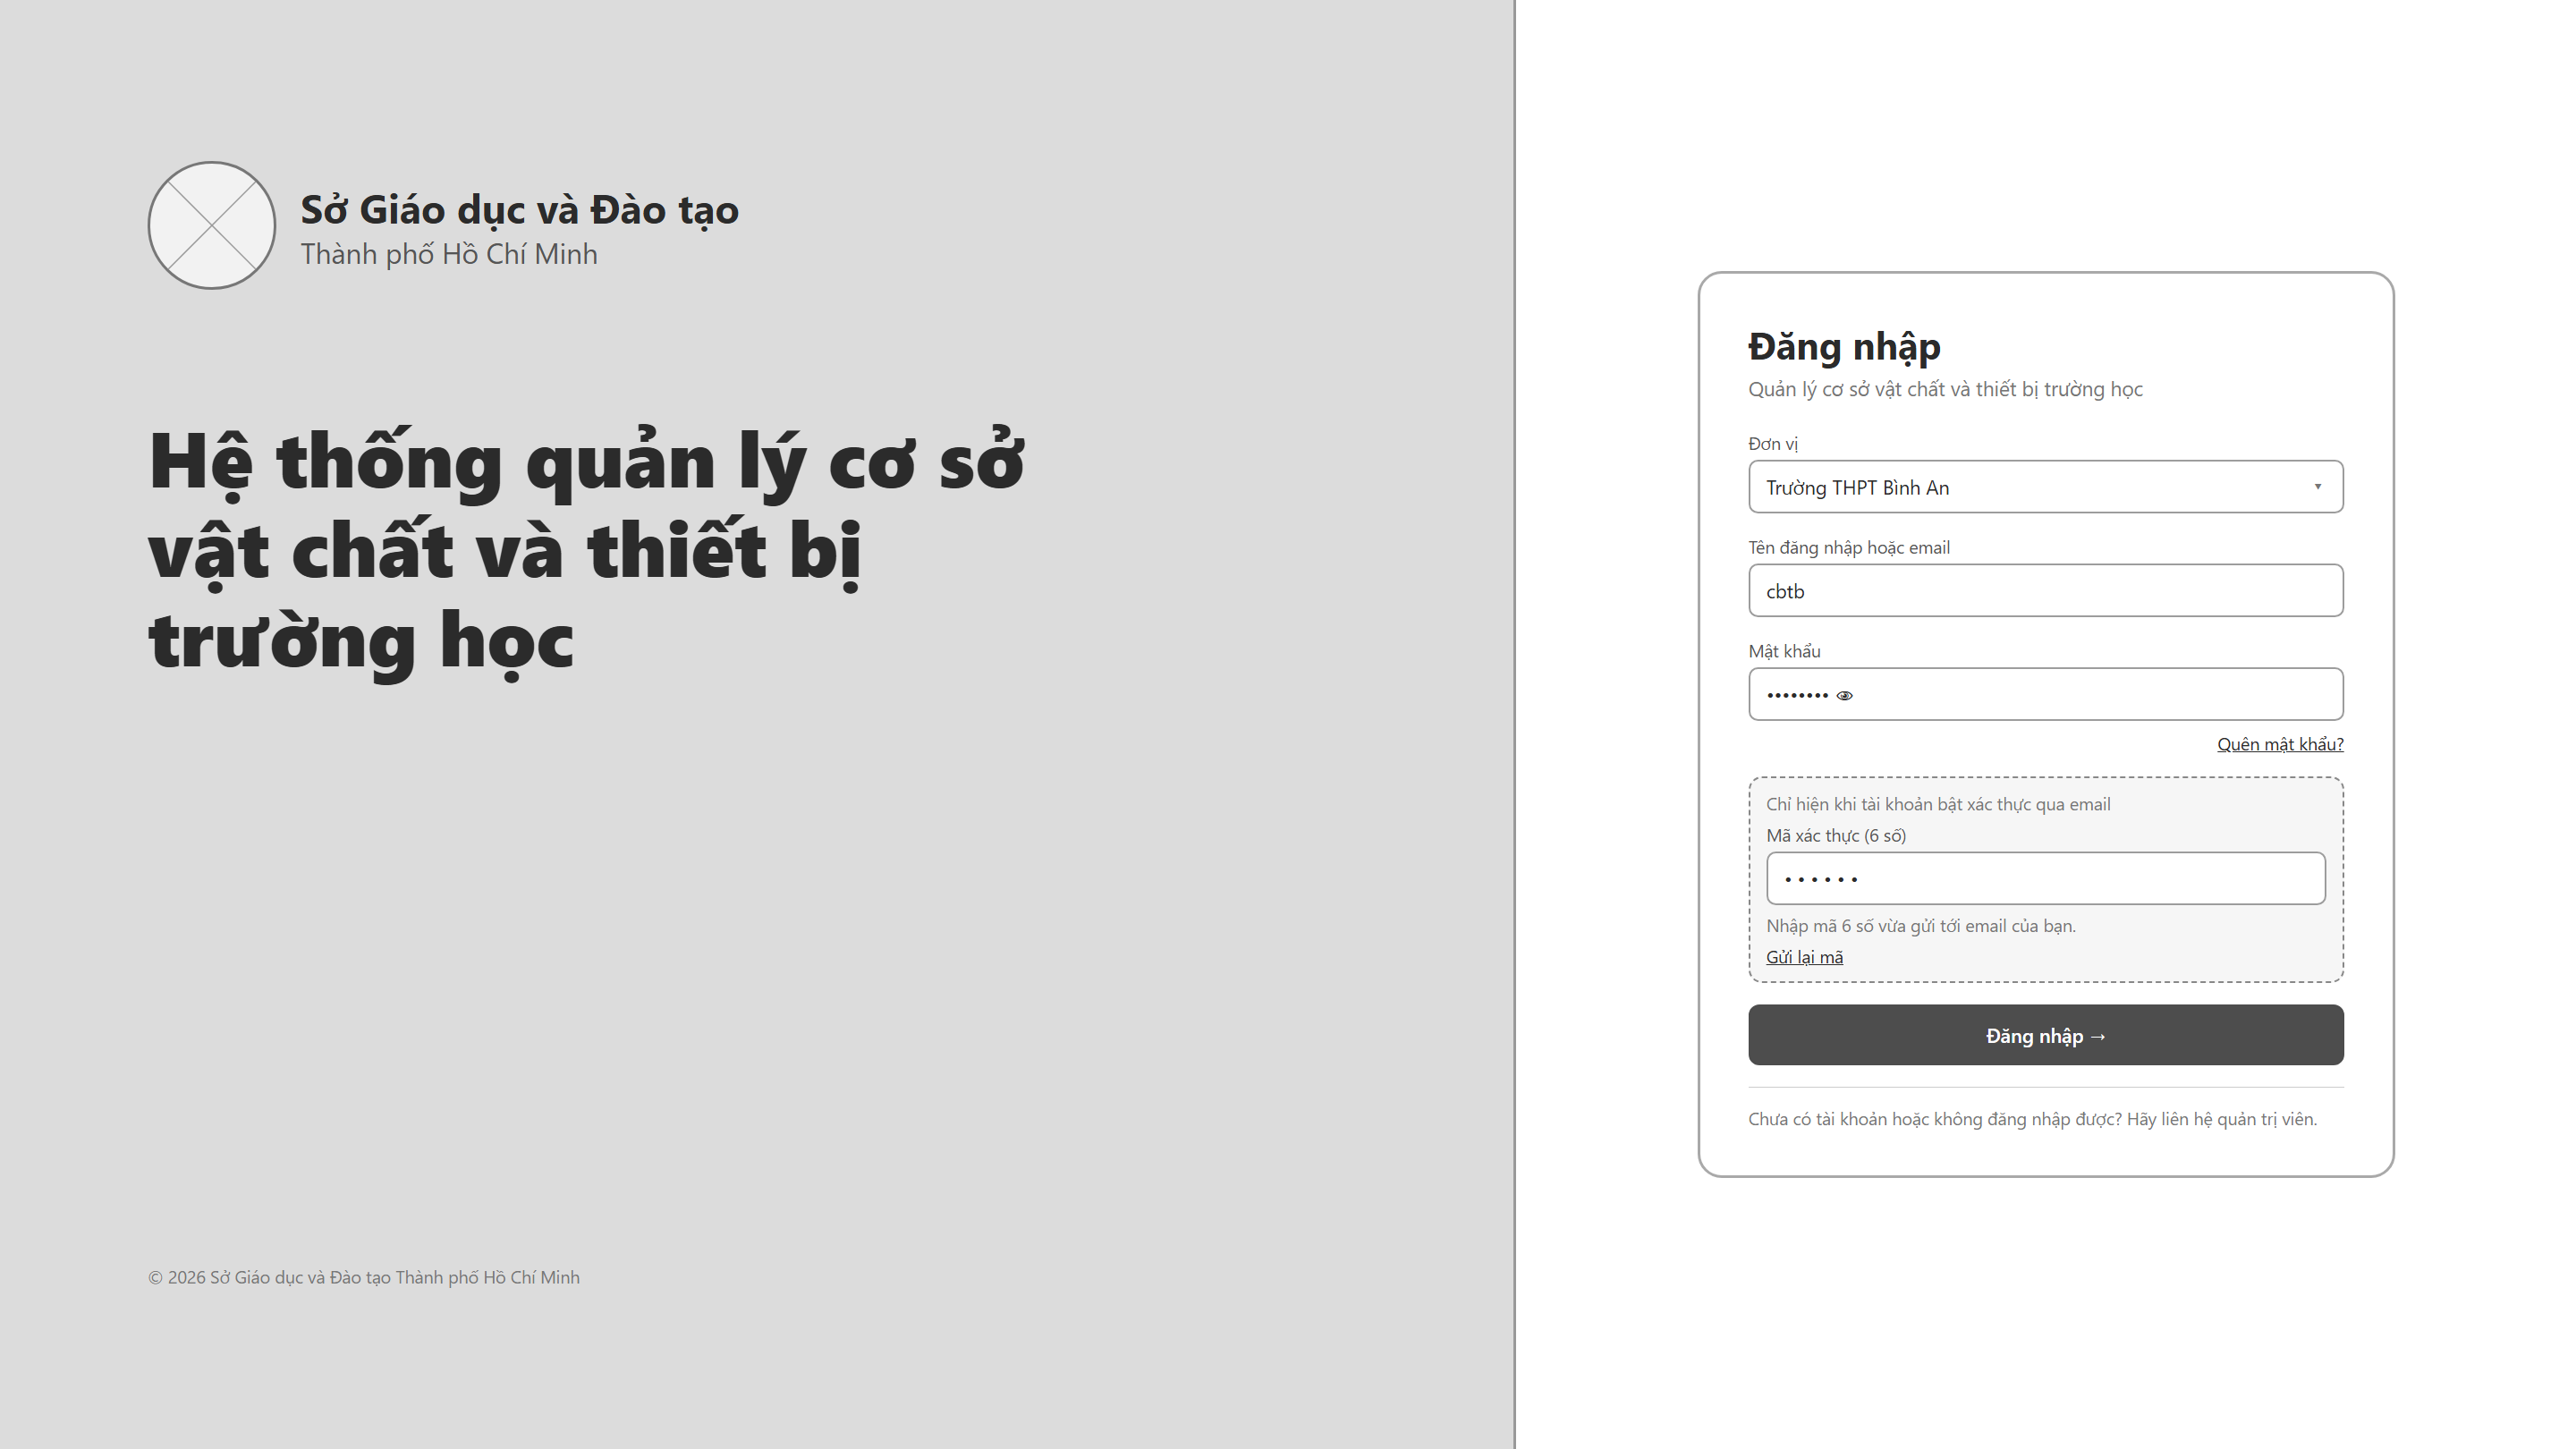 Sở Giáo dục và Đào tạo
Thành phố Hồ Chí Minh
Hệ thống quản lý cơ sở
vật chất và thiết bị
trường học
© 2026 Sở Giáo dục và Đào tạo Thành phố Hồ Chí Minh
Đăng nhập
Quản lý cơ sở vật chất và thiết bị trường học
Đơn vị
Trường THPT Bình An
Tên đăng nhập hoặc email
cbtb
Mật khẩu
••••••••
Quên mật khẩu?
Chỉ hiện khi tài khoản bật xác thực qua email
Mã xác thực (6 số)
• • • • • •
Nhập mã 6 số vừa gửi tới email của bạn.
Gửi lại mã
Đăng nhập →
Chưa có tài khoản hoặc không đăng nhập được? Hãy liên hệ quản trị viên.